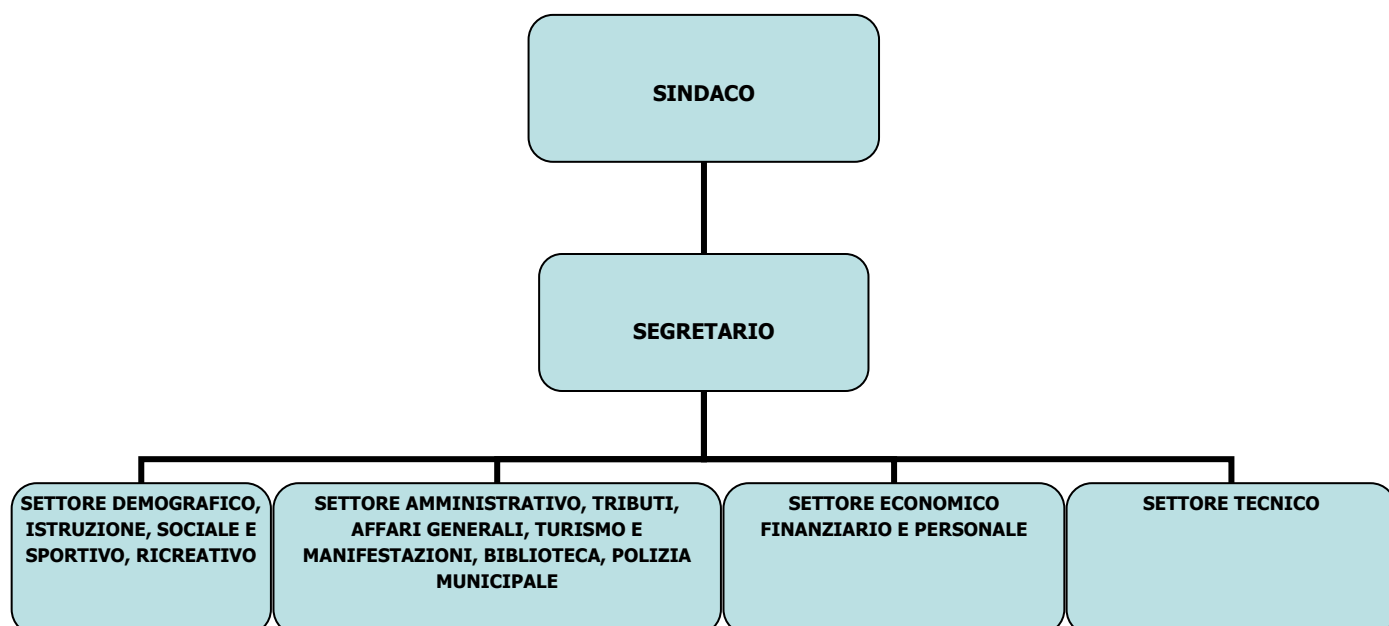 SINDACO
SEGRETARIO
SETTORE DEMOGRAFICO,
ISTRUZIONE, SOCIALE E
SPORTIVO, RICREATIVO
SETTORE AMMINISTRATIVO, TRIBUTI,
AFFARI GENERALI, TURISMO E
MANIFESTAZIONI, BIBLIOTECA, POLIZIA
MUNICIPALE
SETTORE ECONOMICO
FINANZIARIO E PERSONALE
SETTORE TECNICO